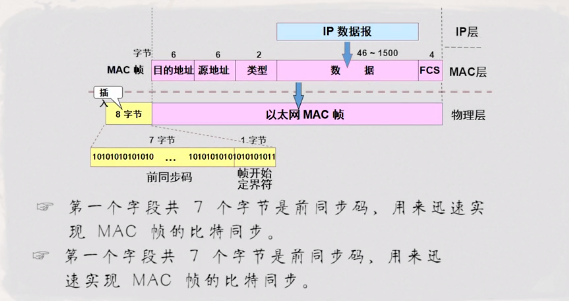 IP 数据报
IP层
字节
6
6
2
46 ~ 1500
4
MAC 帧
目的地址
源地址
类型
数 据
FCS
MAC层
插
入
8 字节
以太网 MAC 帧
物理层
7 字节
1 字节
10101010101010 … 10101010101010101011
前同步码
帧开始
定界符
☞ 第一个字段共 7 个字节是前同步码，用来迅速实
现 MAC 帧的比特同步。
☞ 第一个字段共 7 个字节是前同步码，用来迅
速实现 MAC 帧的比特同步。